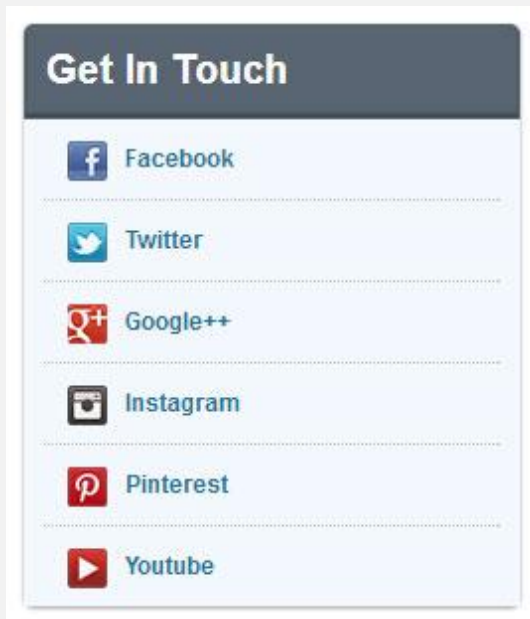 Get In Touch
Facebook
Twitter
Google++
Instagram
Pinterest
Youtube